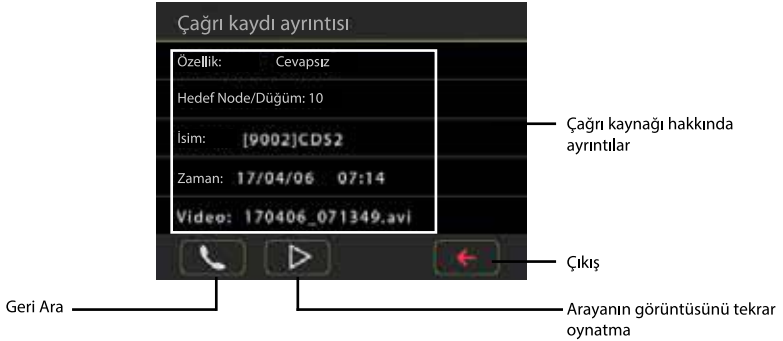 Çağrı kaydı ayrıntısı
Özellik: Cevapsız
Hedef Node/Düğüm: 10
İsim: [9002]CDS2
Zaman: 17/04/06 07:14
Video: 170406_071349.avi
Çağrı kaynağı hakkında
ayrıntılar
Çıkış
Geri Ara
Arayanın görüntüsünü tekrar
oynatma